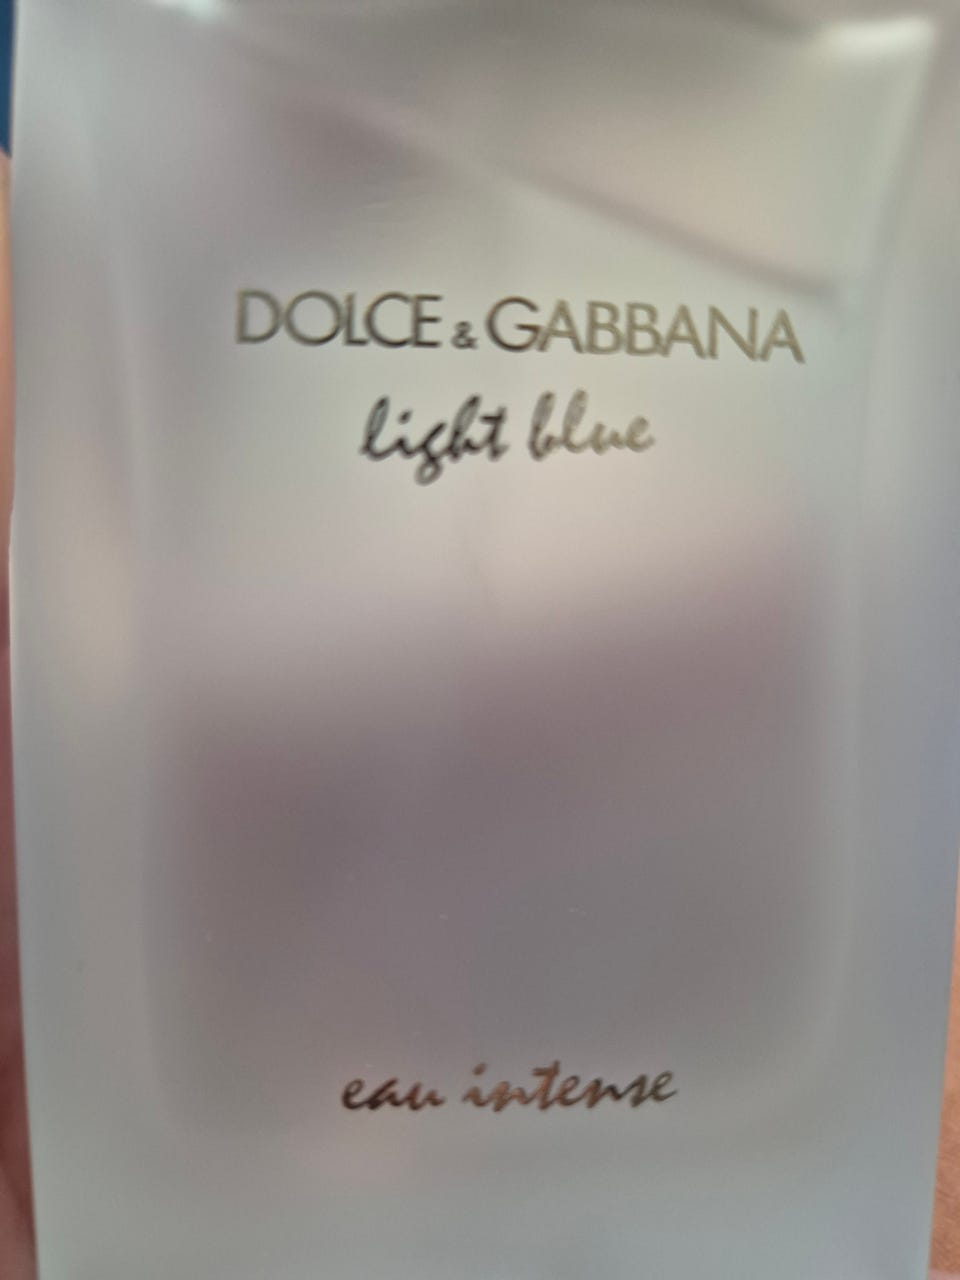 DOLCE & GABBANA
light blue
eau intense